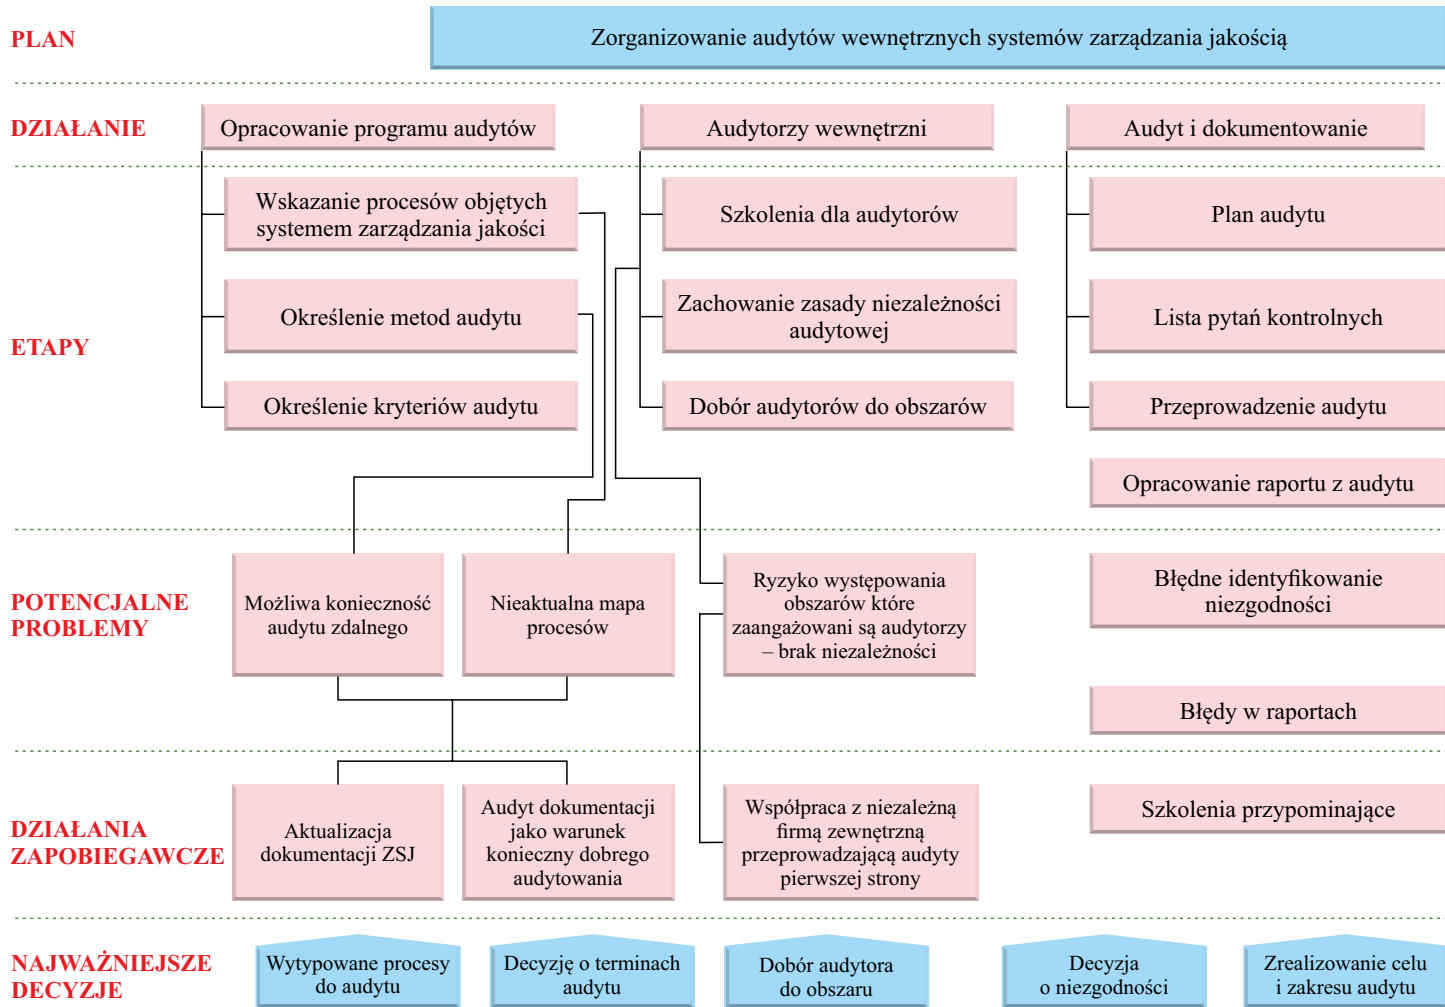 PLAN
Zorganizowanie audytów wewnętrznych systemów zarządzania jakością
DZIAŁANIE
Opracowanie programu audytów
Audytorzy wewnętrzni
Audyt i dokumentowanie
ETAPY
Wskazanie procesów objętych
systemem zarządzania jakości
Szkolenia dla audytorów
Plan audytu
Określenie metod audytu
Zachowanie zasady niezależności
audytowej
Lista pytań kontrolnych
Określenie kryteriów audytu
Dobór audytorów do obszarów
Przeprowadzenie audytu
Opracowanie raportu z audytu
POTENCJALNE
PROBLEMY
Możliwa konieczność
audytu zdalnego
Nieaktualna mapa
procesów
Ryzyko występowania
obszarów które
zaangażowani są audytorzy
– brak niezależności
Błędne identyfikowanie
niezgodności
Błędy w raportach
DZIAŁANIA
ZAPOBIEGAWCZE
Aktualizacja
dokumentacji ZSJ
Audyt dokumentacji
jako warunek
konieczny dobrego
audytowania
Współpraca z niezależną
firmą zewnętrzną
przeprowadzającą audyty
pierwszej strony
Szkolenia przypominające
NAJWAŻNIEJSZE
DECYZJE
Wytypowane procesy
do audytu
Decyzję o terminach
audytu
Dobór audytora
do obszaru
Decyzja
o niezgodności
Zrealizowanie celu
i zakresu audytu